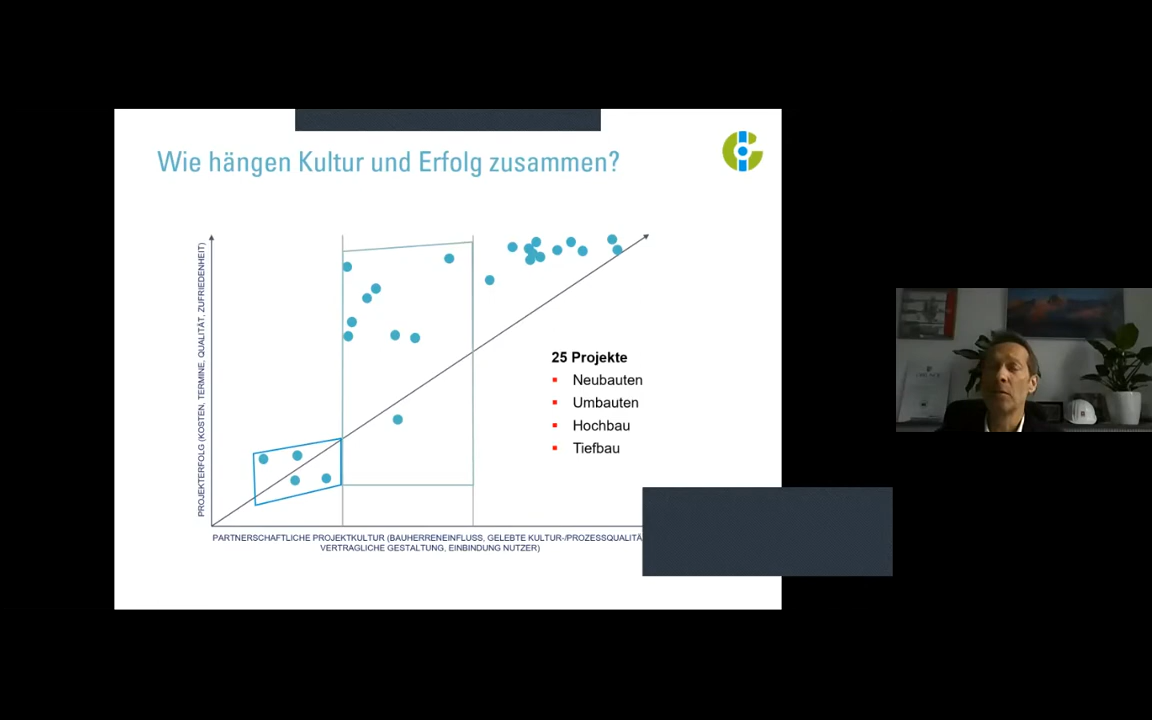 Wie hängen Kultur und Erfolg zusammen?
PROJEKTERFOLG (KOSTEN, TERMINE, QUALITÄT, ZUFRIEDENHEIT)
25 Projekte
Neubauten
Umbauten
Hochbau
Tiefbau
PARTNERSCHAFTLICHE PROJEKTKULTUR (BAUHERRENEINFLUSS, GELEBTE KULTUR-/PROZESSQUALITÄ
VERTRAGLICHE GESTALTUNG, EINBINDUNG NUTZER)